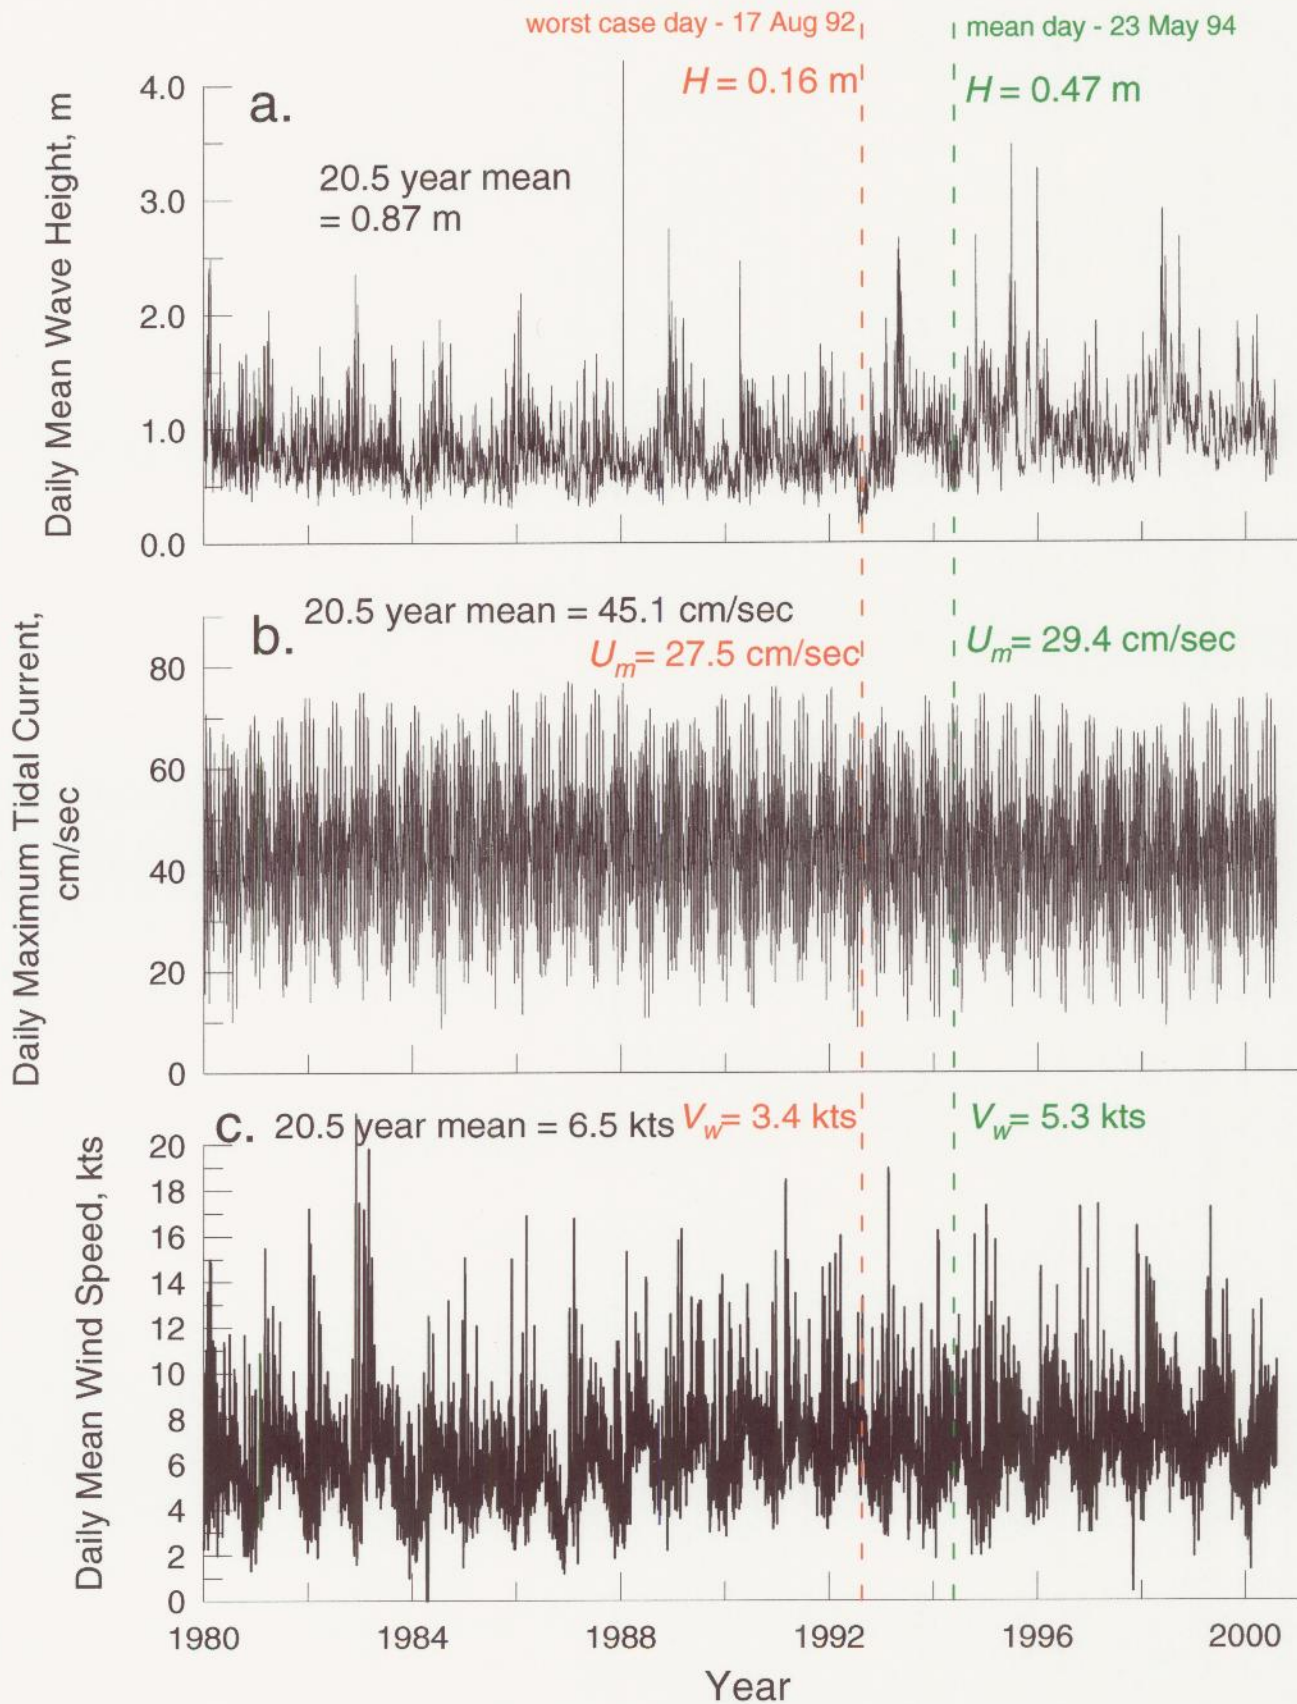 worst case day - 17 Aug 92
mean day - 23 May 94
H = 0.16 m
H = 0.47 m
a.
20.5 year mean
= 0.87 m
Daily Mean Wave Height, m
4.0
3.0
2.0
1.0
0.0
b.
20.5 year mean = 45.1 cm/sec
Um= 27.5 cm/sec
Um= 29.4 cm/sec
Daily Maximum Tidal Current,
cm/sec
80
60
40
20
0
c.
20.5 year mean = 6.5 kts
Vw= 3.4 kts
Vw= 5.3 kts
Daily Mean Wind Speed, kts
20
18
16
14
12
10
8
6
4
2
0
1980 1984 1988 1992 1996 2000
Year